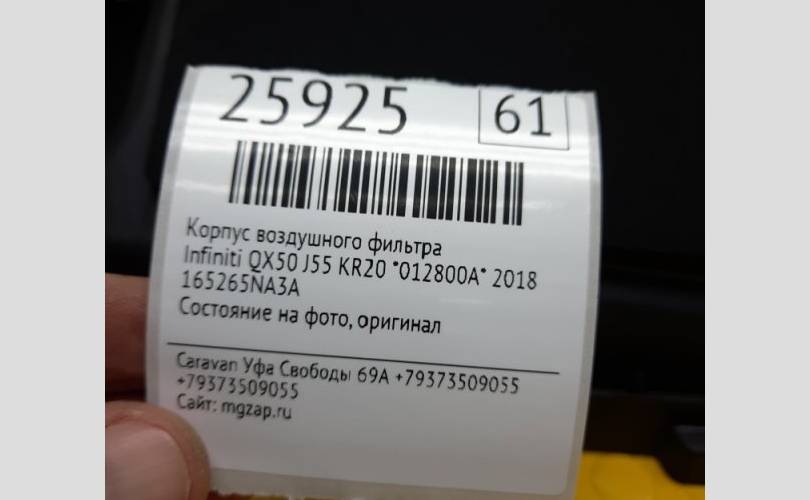 25925 61
Корпус воздушного фильтра
Infiniti QX50 J55 KR20 *012800A* 2018
165265NA3A
Состояние на фото, оригинал
Caravan Уфа Свободы 69А +79373509055
+79373509055
Сайт: mgzap.ru